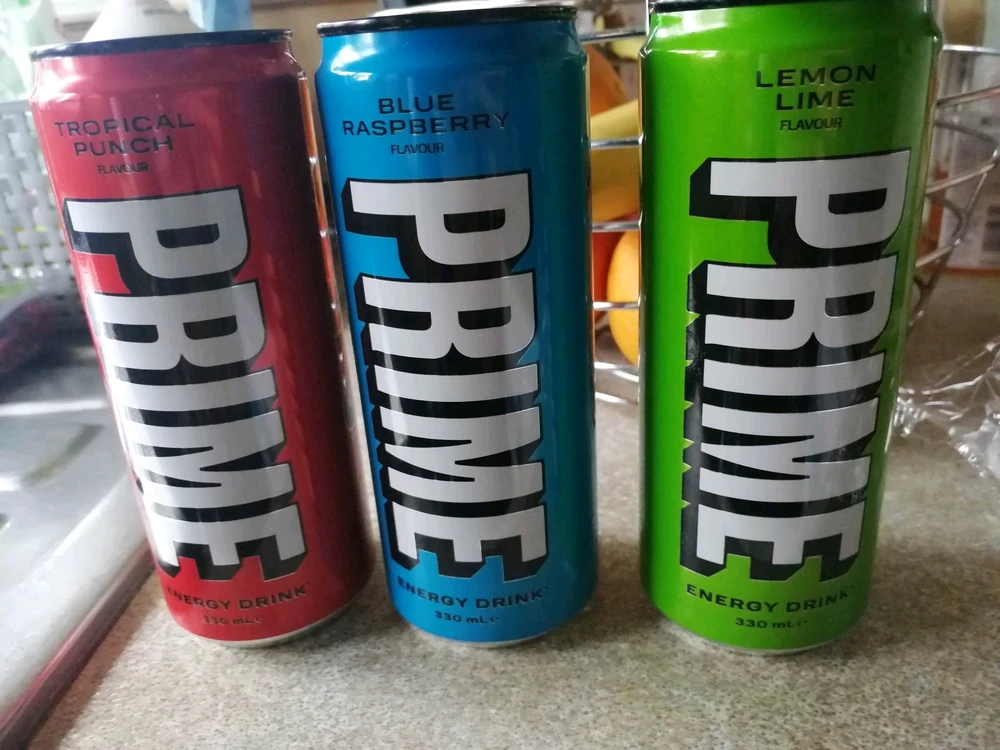 TROPICAL
PUNCH
FLAVOUR
PRIME
ENERGY DRINK
330 mL e
BLUE
RASPBERRY
FLAVOUR
PRIME
ENERGY DRINK
330 mL e
LEMON
LIME
FLAVOUR
PRIME
ENERGY DRINK
330 mL e